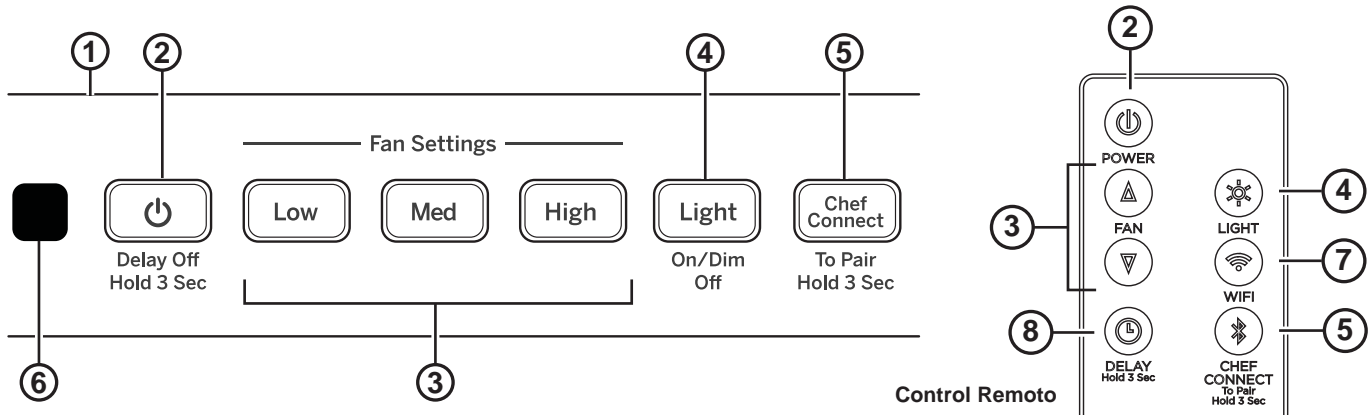 1
2
4
5
Fan Settings
Low
Med
High
Light
Chef
Connect
Delay Off
Hold 3 Sec
On/Dim
Off
To Pair
Hold 3 Sec
6
3
2
POWER
3
FAN
4
LIGHT
7
WIFI
8
DELAY
Hold 3 Sec
5
CHEF
CONNECT
To Pair
Hold 3 Sec
Control Remoto